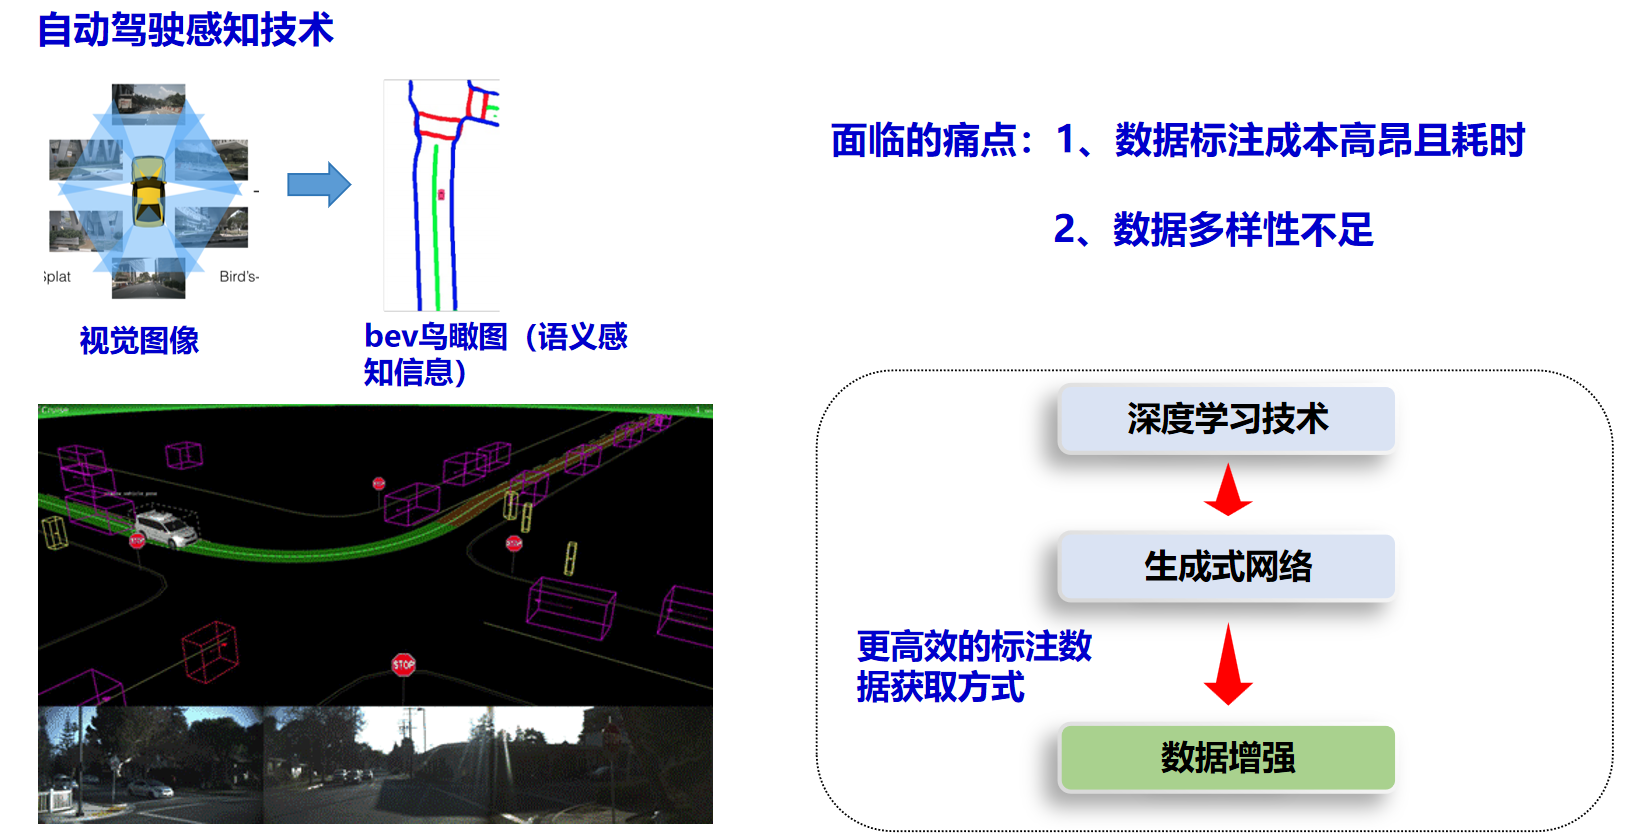 自动驾驶感知技术
Splat
Bird's-
视觉图像
bev鸟瞰图（语义感
知信息）
面临的痛点：1、数据标注成本高昂且耗时
2、数据多样性不足
Cruise
STOP
STOP
STOP
STOP
深度学习技术
生成式网络
更高效的标注数
据获取方式
数据增强